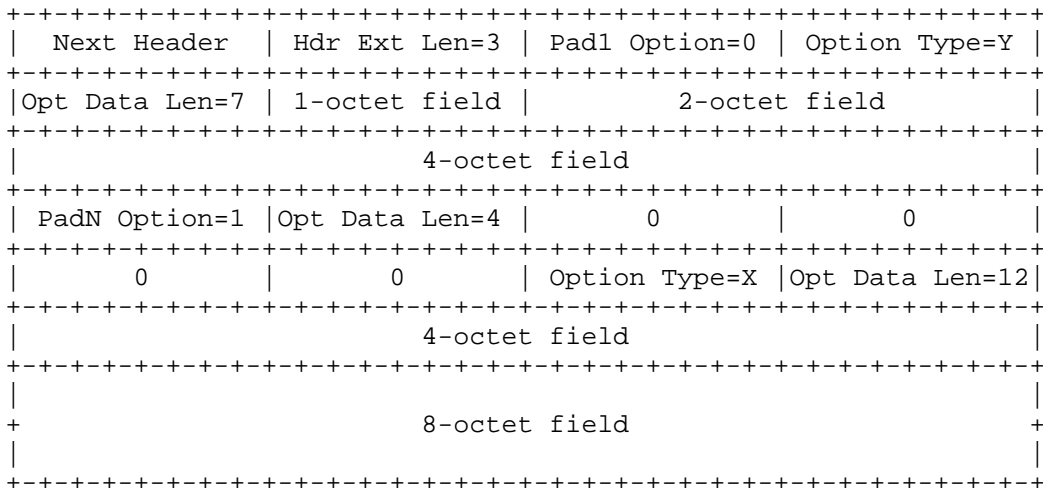 +-+-+-+-+-+-+-+-+-+-+-+-+-+-+-+-+-+-+-+-+-+-+-+-+-+-+-+-+-+-+-+-+
|  Next Header  | Hdr Ext Len=3 | Pad1 Option=0 | Option Type=Y |
+-+-+-+-+-+-+-+-+-+-+-+-+-+-+-+-+-+-+-+-+-+-+-+-+-+-+-+-+-+-+-+-+
|Opt Data Len=7 | 1-octet field |         2-octet field         |
+-+-+-+-+-+-+-+-+-+-+-+-+-+-+-+-+-+-+-+-+-+-+-+-+-+-+-+-+-+-+-+-+
|                         4-octet field                         |
+-+-+-+-+-+-+-+-+-+-+-+-+-+-+-+-+-+-+-+-+-+-+-+-+-+-+-+-+-+-+-+-+
| PadN Option=1 |Opt Data Len=4 |       0       |       0       |
+-+-+-+-+-+-+-+-+-+-+-+-+-+-+-+-+-+-+-+-+-+-+-+-+-+-+-+-+-+-+-+-+
|       0       |       0       | Option Type=X |Opt Data Len=12|
+-+-+-+-+-+-+-+-+-+-+-+-+-+-+-+-+-+-+-+-+-+-+-+-+-+-+-+-+-+-+-+-+
|                         4-octet field                         |
+-+-+-+-+-+-+-+-+-+-+-+-+-+-+-+-+-+-+-+-+-+-+-+-+-+-+-+-+-+-+-+-+
|                                                               |
+                         8-octet field                         +
|                                                               |
+-+-+-+-+-+-+-+-+-+-+-+-+-+-+-+-+-+-+-+-+-+-+-+-+-+-+-+-+-+-+-+-+